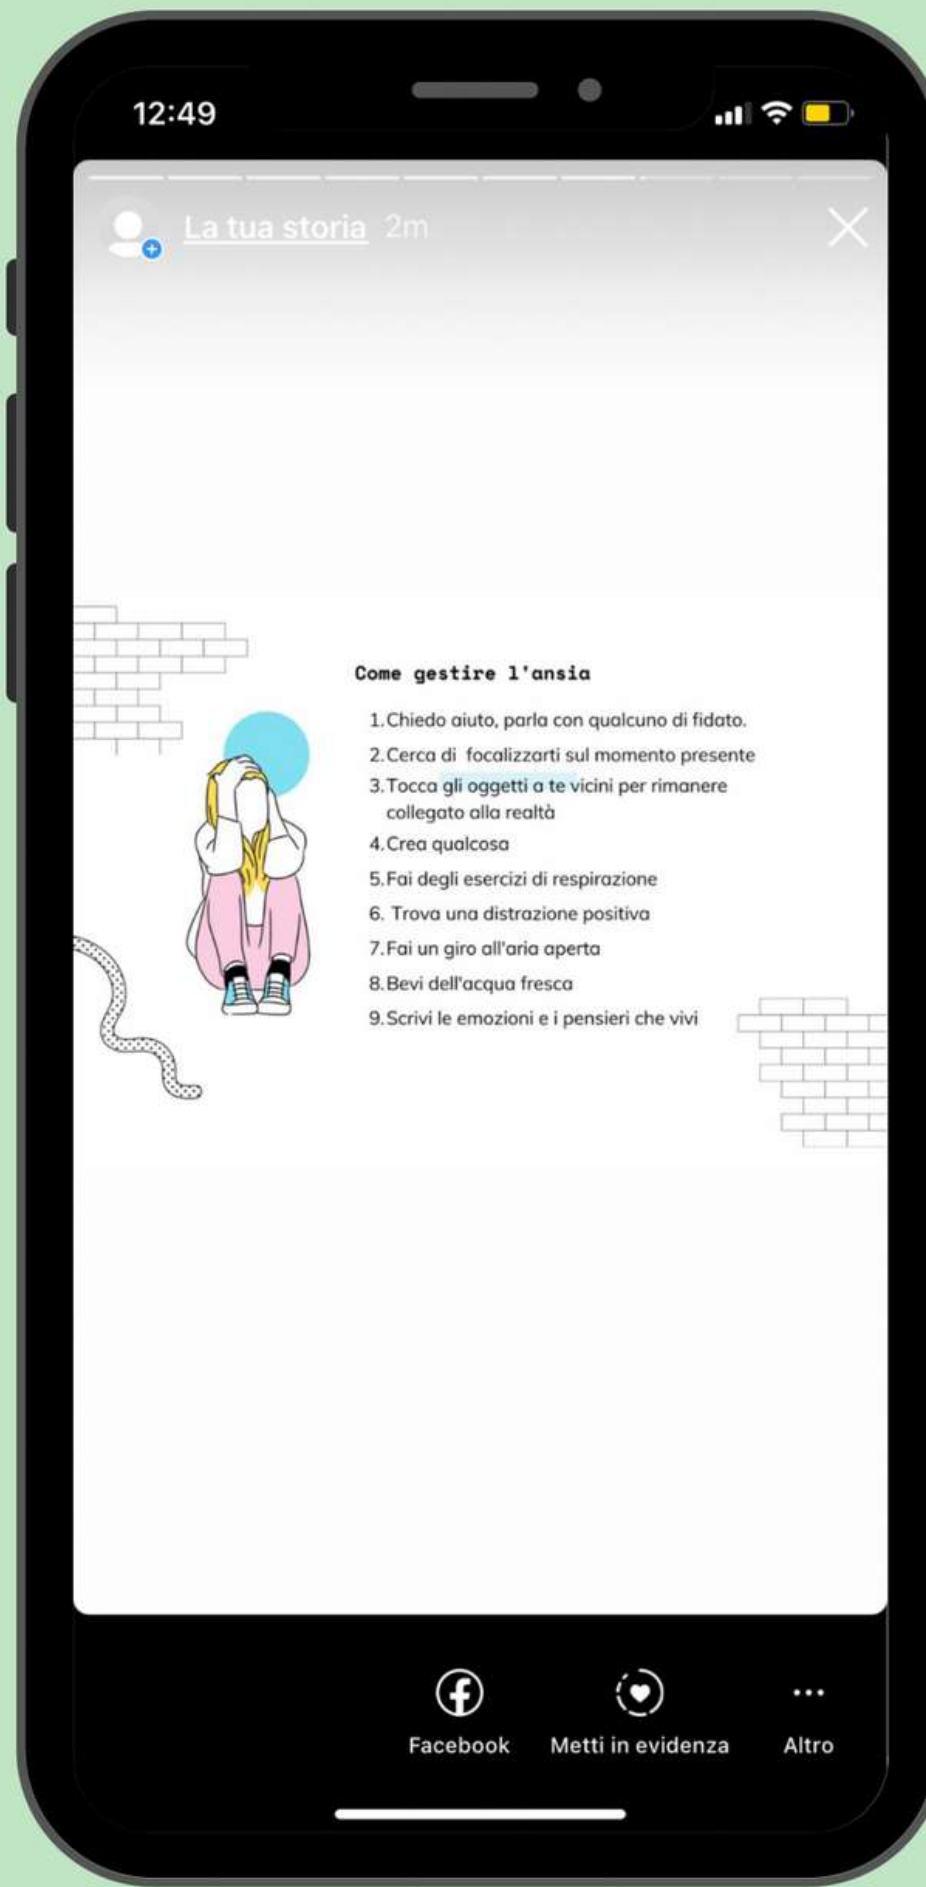 12:49
La tua storia 2m
Come gestire l'ansia
1.Chiedo aiuto, parla con qualcuno di fidato.
2.Cerca di focalizzarti sul momento presente
3.Tocca gli oggetti a te vicini per rimanere
collegato alla realtà
4.Crea qualcosa
5.Fai degli esercizi di respirazione
6. Trova una distrazione positiva
7.Fai un giro all'aria aperta
8.Bevi dell'acqua fresca
9.Scrivi le emozioni e i pensieri che vivi
Facebook Metti in evidenza Altro